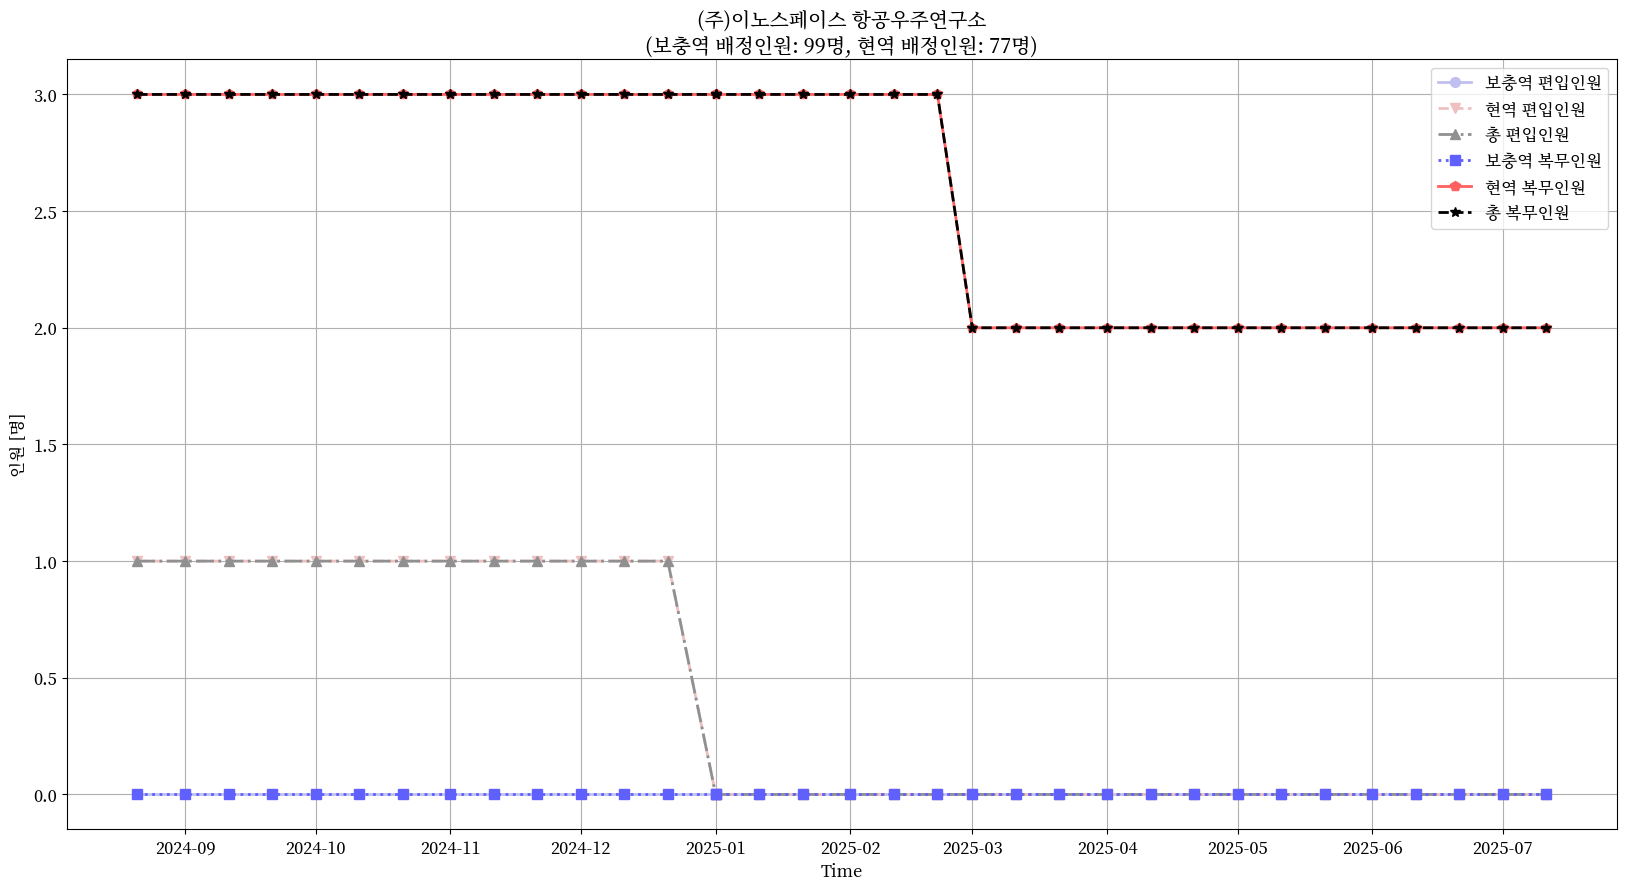 (주)이노스페이스 항공우주연구소
(보충역 배정인원: 99명, 현역 배정인원: 77명)
보충역 편입인원
현역 편입인원
총 편입인원
보충역 복무인원
현역 복무인원
총 복무인원
인원 [명]
3.0
2.5
2.0
1.5
1.0
0.5
0.0
2024-09 2024-10 2024-11 2024-12 2025-01 2025-02 2025-03 2025-04 2025-05 2025-06 2025-07
Time